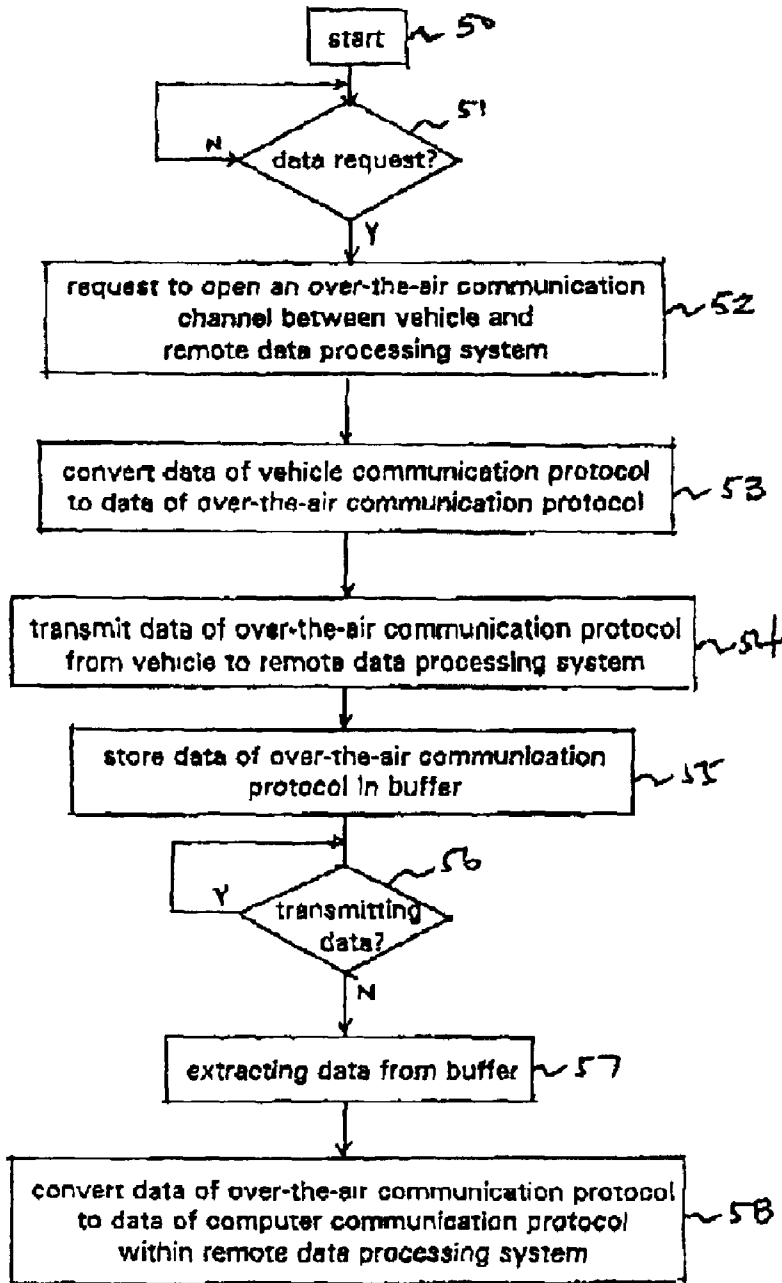 start
50
51
data request?
N
Y
request to open an over-the-air communication
channel between vehicle and
remote data processing system
52
convert data of vehicle communication protocol
to data of over-the-air communication protocol
53
transmit data of over-the-air communication protocol
from vehicle to remote data processing system
54
store data of over-the-air communication
protocol in buffer
55
56
Y
transmitting
data?
N
extracting data from buffer
57
convert data of over-the-air communication protocol
to data of computer communication protocol
within remote data processing system
58